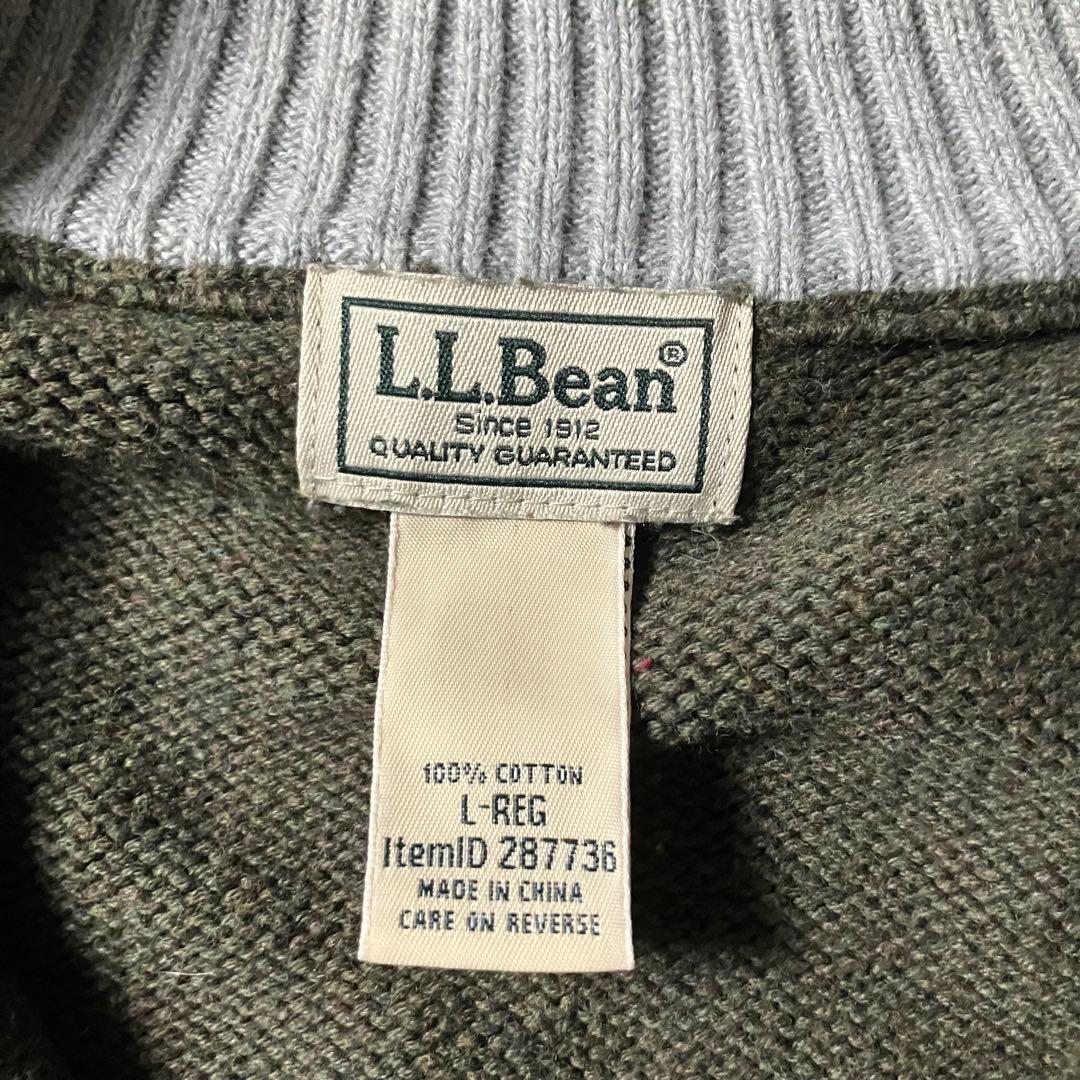 L.L.Bean®
Since 1912
QUALITY GUARANTEED
100% COTTON
L-REG
ItemID 287736
MADE IN CHINA
CARE ON REVERSE